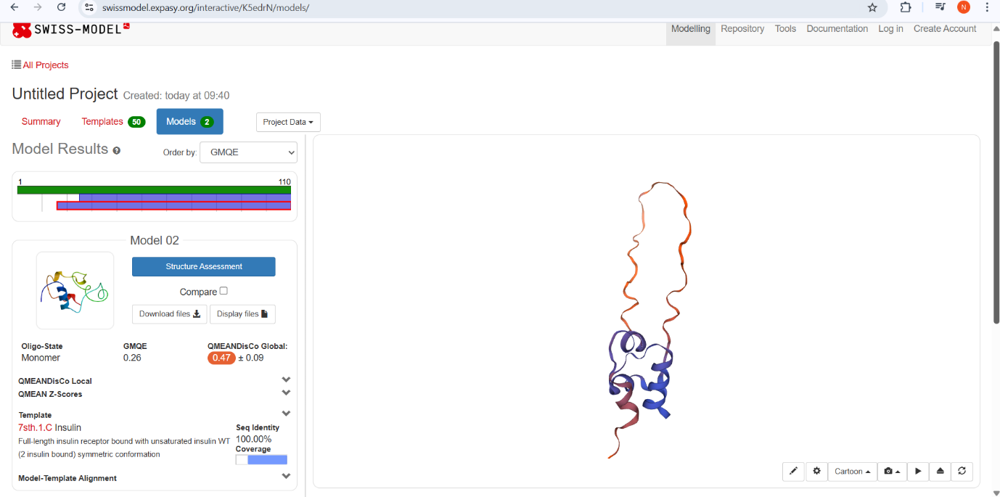 swissmodel.expasy.org/interactive/K5edrN/models/
N
SWISS-MODEL
Modelling Repository Tools Documentation Log in Create Account
All Projects
Untitled Project Created: today at 09:40
Summary Templates 50 Models 2 Project Data
Model Results ?
Order by: GMQE
1 110
Model 02
Structure Assessment
Compare
Download files Display files
Oligo-State GMQE QMEANDisCo Global:
Monomer 0.26 0.47 ± 0.09
QMEANDisCo Local
QMEAN Z-Scores
Template
7sth.1.C Insulin
Full-length insulin receptor bound with unsaturated insulin WT
(2 insulin bound) symmetric conformation
Seq Identity
100.00%
Coverage
Model-Template Alignment
Cartoon